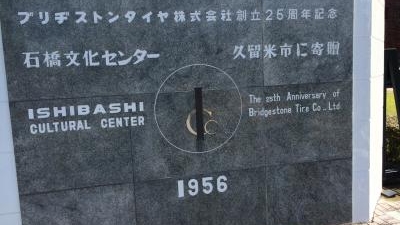 ブリヂストンタイヤ株式会社創立25周年記念
石橋文化センター 久留米市に寄贈
ISHIBASHI
CULTURAL CENTER
The 25th Anniversary of
Bridgestone Tire Co., Ltd
1956